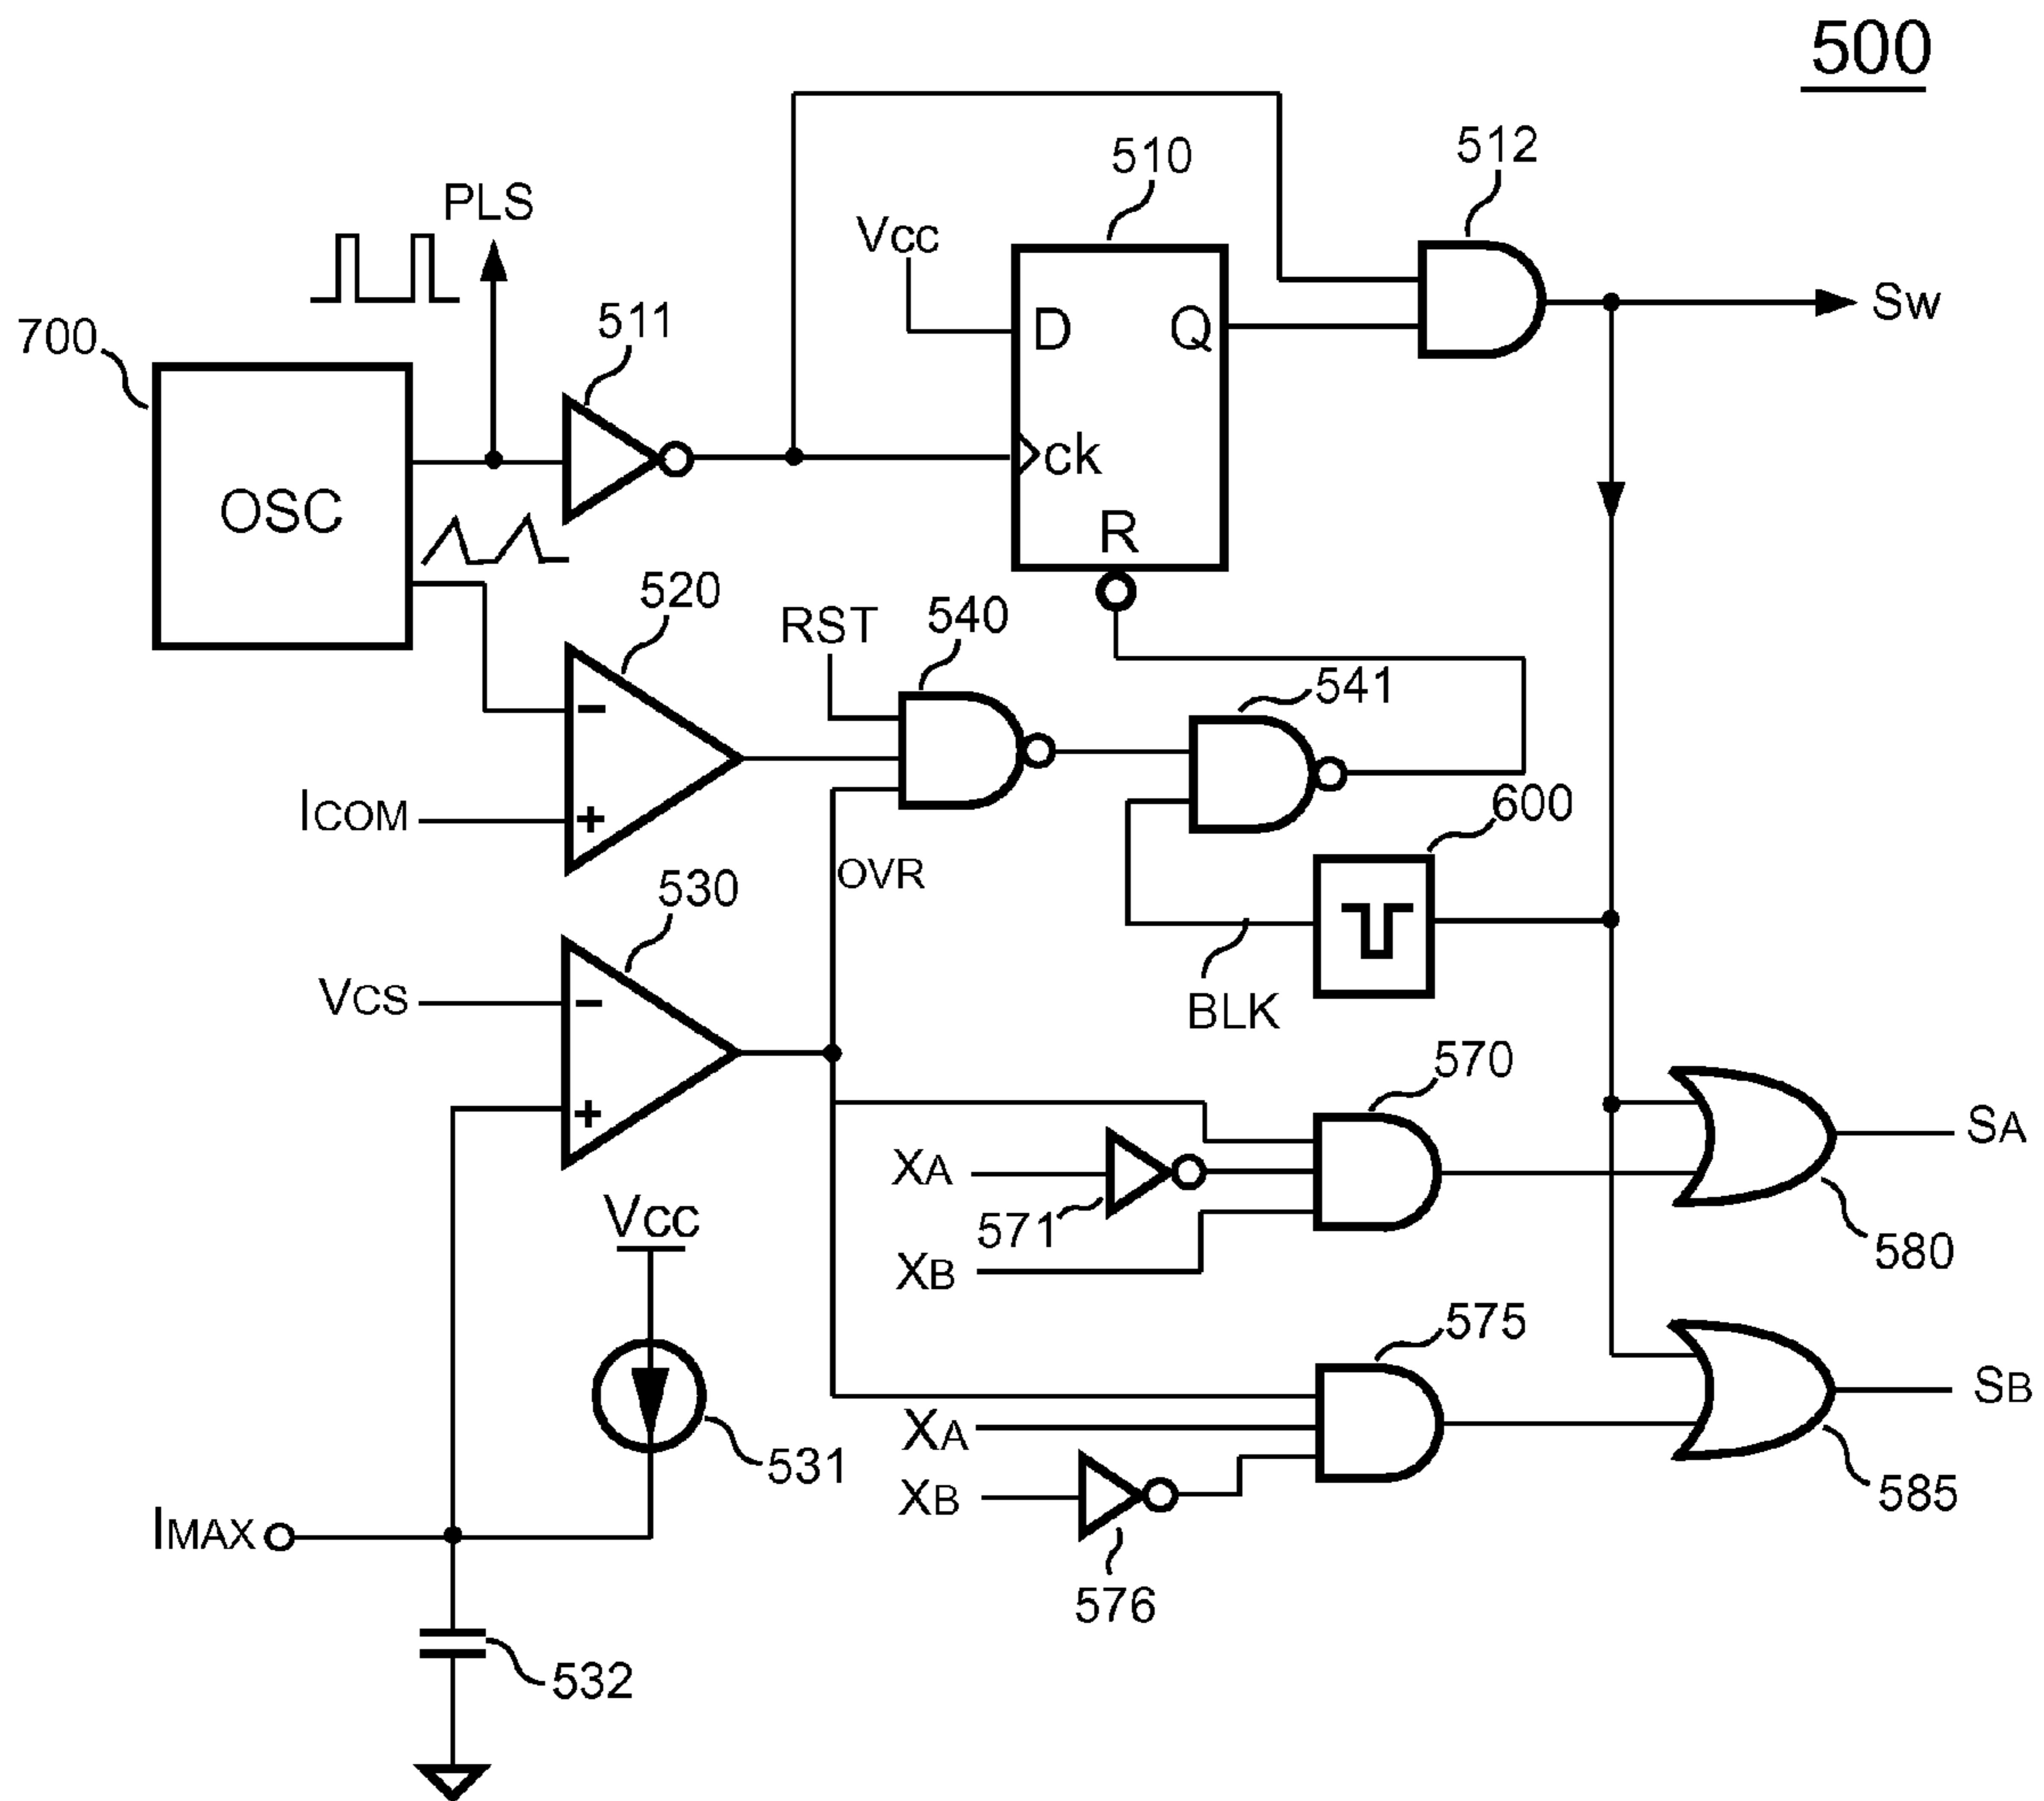 500
512
510
PLS
Vcc
511
700
D
Q
Sw
ck
OSC
R
520
RST
540
541
600
ICOM
OVR
530
VCS
BLK
570
SA
XA
571
Vcc
XB
580
575
SB
XA
531
XB
585
IMAX
576
532